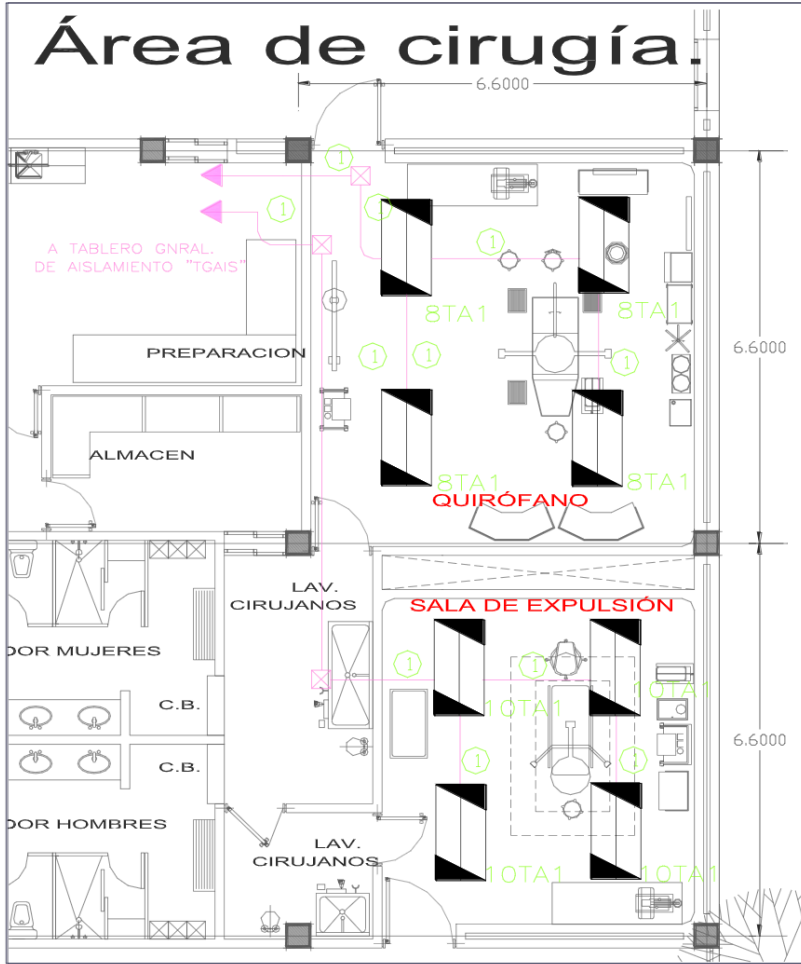 Área de cirugía.
6.6000
1
1
1
1
A TABLERO GNRAL.
DE AISLAMIENTO "TGAIS"
8TA1
8TA1
6.6000
PREPARACION
1
1
1
ALMACEN
8TA1
8TA1
QUIRÓFANO
LAV.
CIRUJANOS
SALA DE EXPULSIÓN
DOR MUJERES
1
1
10TA1
10TA1
C.B.
6.6000
C.B.
1
1
DOR HOMBRES
LAV.
CIRUJANOS
10TA1
10TA1